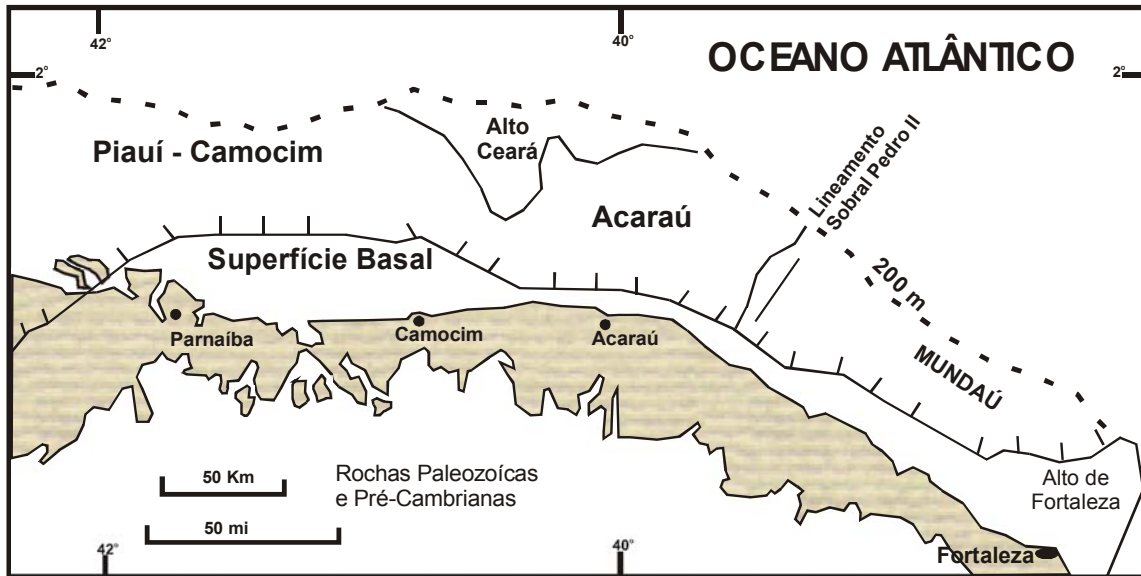 42°
40°
2°
OCEANO ATLÂNTICO
2°
Alto
Ceará
Piauí - Camocim
Lineamento
Sobral Pedro II
Acaraú
Superfície Basal
200 m
Parnaíba
Camocim
Acaraú
MUNDAÚ
50 Km
50 mi
Rochas Paleozoícas
e Pré-Cambrianas
Alto de
Fortaleza
42°
40°
Fortaleza